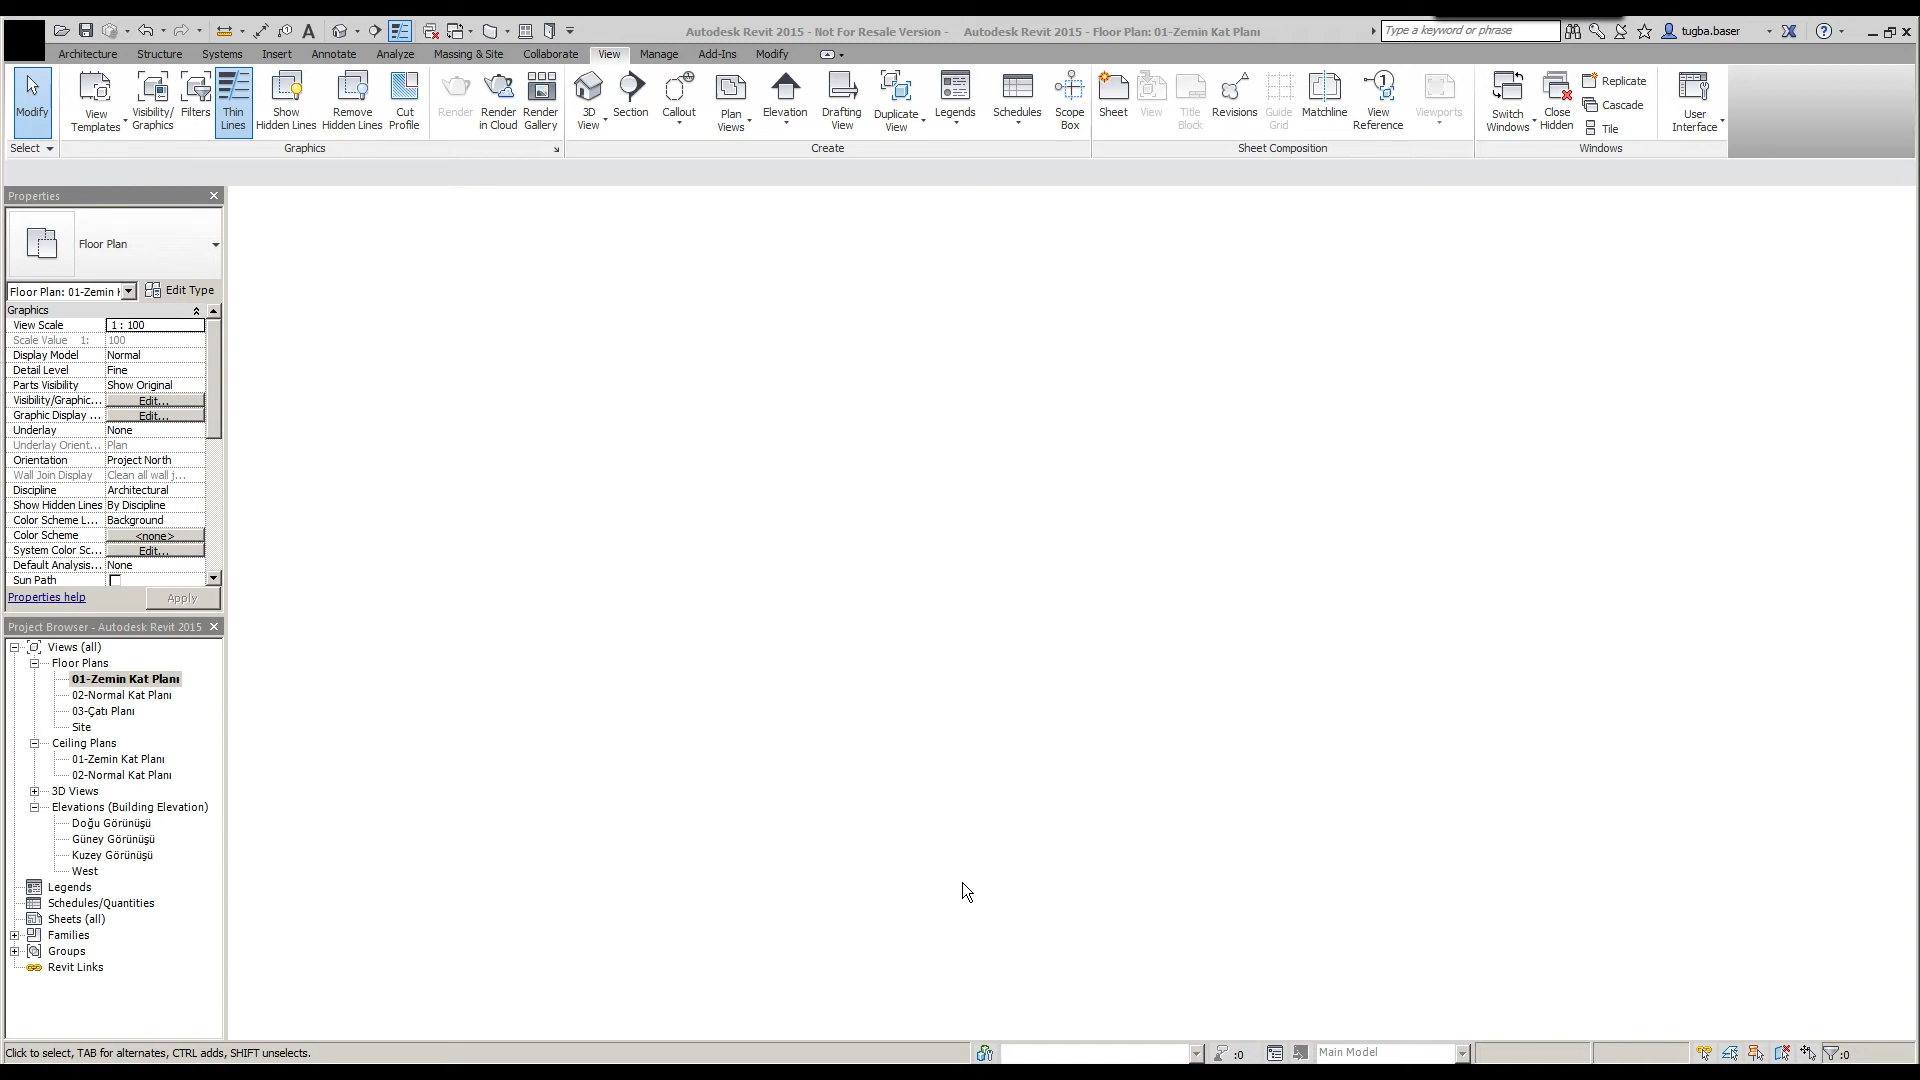 Autodesk Revit 2015 - Not For Resale Version - Autodesk Revit 2015 - Floor Plan: 01-Zemin Kat Planı
Type a keyword or phrase
tugba.baser
Architecture Structure Systems Insert Annotate Analyze Massing & Site Collaborate View Manage Add-Ins Modify
Modify
View Templates
Visibility/ Graphics
Filters
Thin Lines
Show Hidden Lines
Remove Hidden Lines
Cut Profile
Render
Render in Cloud
Render Gallery
3D View
Section
Callout
Plan Views
Elevation
Drafting View
Duplicate View
Legends
Schedules
Scope Box
Sheet
View
Title Block
Revisions
Guide Grid
Matchline
View Reference
Viewports
Switch Windows
Close Hidden
Replicate
Cascade
Tile
User Interface
Select
Graphics
Create
Sheet Composition
Windows
Properties
Floor Plan
Floor Plan: 01-Zemin
Edit Type
Graphics
View Scale 1 : 100
Scale Value 1: 100
Display Model Normal
Detail Level Fine
Parts Visibility Show Original
Visibility/Graphic... Edit...
Graphic Display ... Edit...
Underlay None
Underlay Orient... Plan
Orientation Project North
Wall Join Display Clean all wall j...
Discipline Architectural
Show Hidden Lines By Discipline
Color Scheme L... Background
Color Scheme <none>
System Color Sc... Edit...
Default Analysis... None
Sun Path
Properties help Apply
Project Browser - Autodesk Revit 2015
Views (all)
Floor Plans
01-Zemin Kat Planı
02-Normal Kat Planı
03-Çatı Planı
Site
Ceiling Plans
01-Zemin Kat Planı
02-Normal Kat Planı
3D Views
Elevations (Building Elevation)
Doğu Görünüşü
Güney Görünüşü
Kuzey Görünüşü
West
Legends
Schedules/Quantities
Sheets (all)
Families
Groups
Revit Links
Click to select, TAB for alternates, CTRL adds, SHIFT unselects.
:0
Main Model
:0